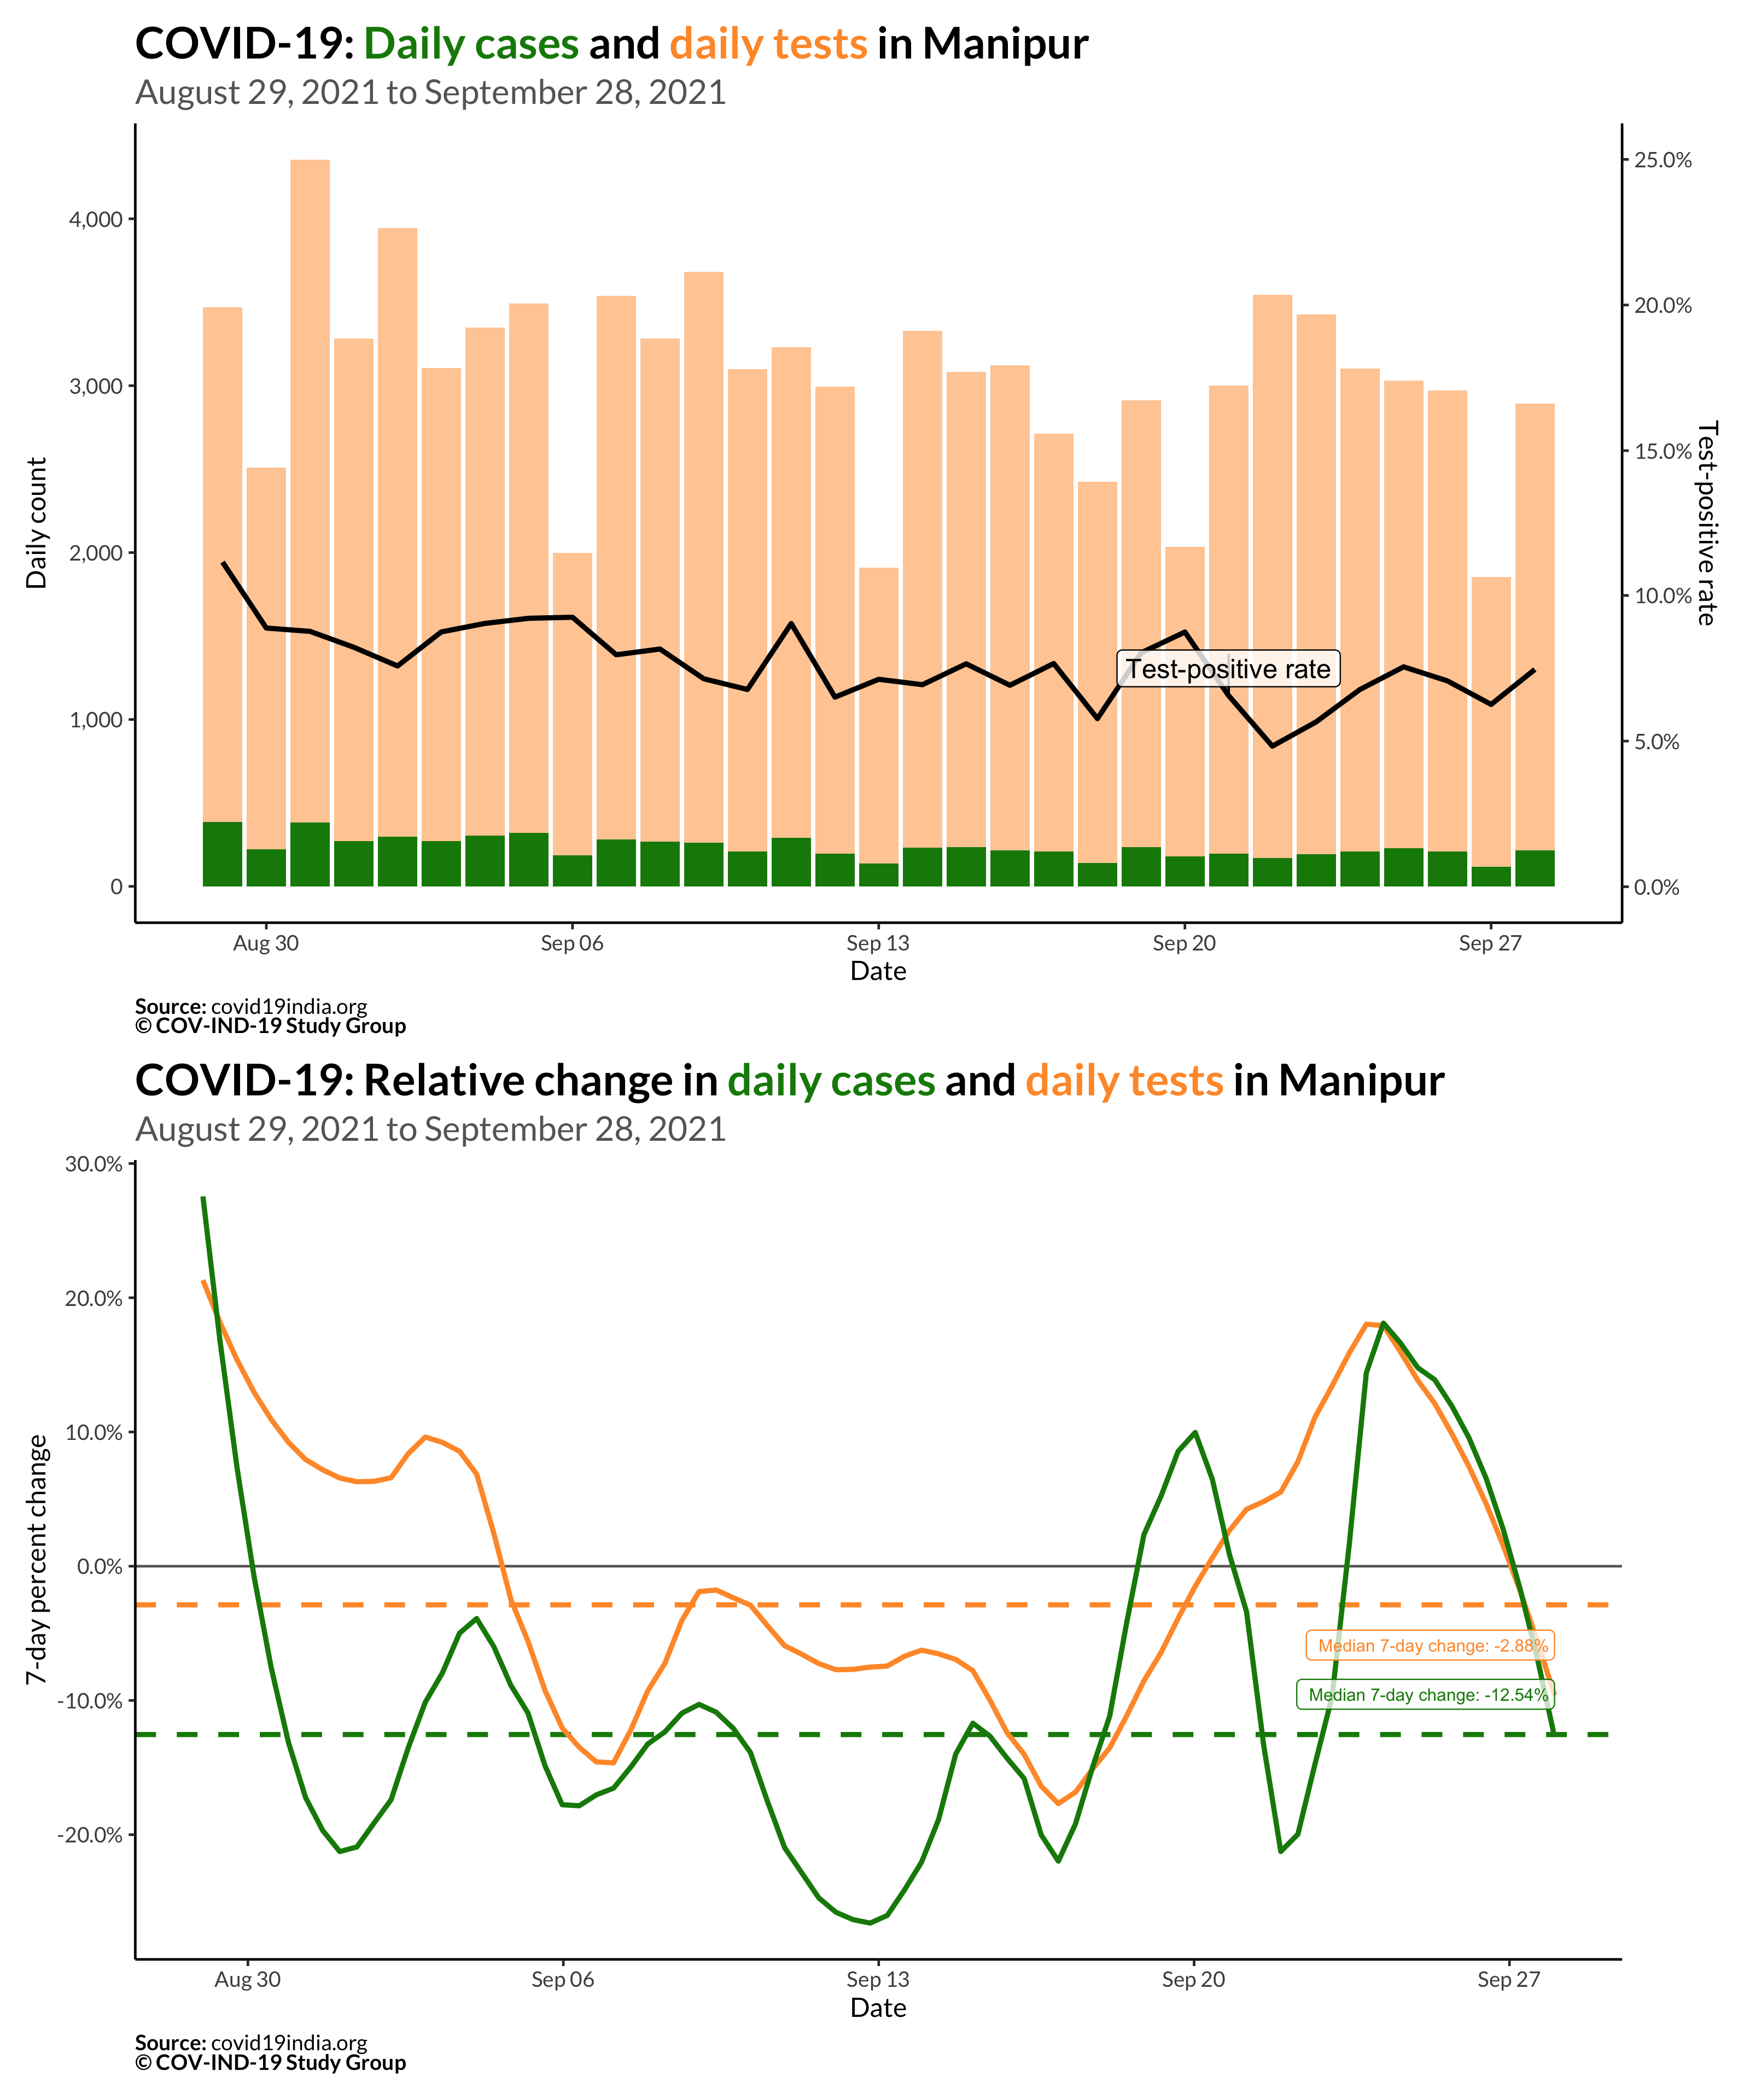 COVID-19: Daily cases and daily tests in Manipur
August 29, 2021 to September 28, 2021
Daily count
4,000
3,000
2,000
1,000
0
25.0%
20.0%
15.0%
10.0%
5.0%
0.0%
Test-positive rate
Test-positive rate
Aug 30 Sep 06 Sep 13 Sep 20 Sep 27
Date
Source: covid19india.org
© COV-IND-19 Study Group
COVID-19: Relative change in daily cases and daily tests in Manipur
August 29, 2021 to September 28, 2021
7-day percent change
30.0%
20.0%
10.0%
0.0%
-10.0%
-20.0%
Median 7-day change: -2.88%
Median 7-day change: -12.54%
Aug 30 Sep 06 Sep 13 Sep 20 Sep 27
Date
Source: covid19india.org
© COV-IND-19 Study Group